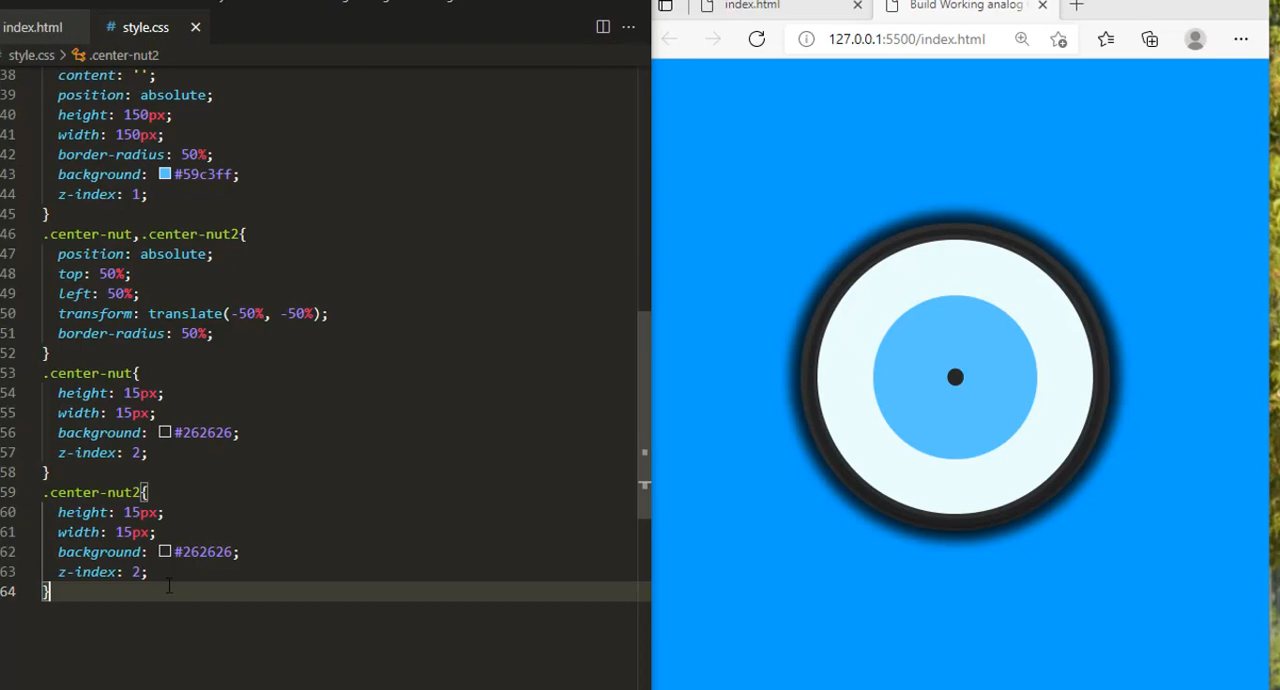 index.html
# style.css
style.css > .center-nut2
38 content: '';
39 position: absolute;
40 height: 150px;
41 width: 150px;
42 border-radius: 50%;
43 background: #59c3ff;
44 z-index: 1;
45 }
46 .center-nut,.center-nut2{
47 position: absolute;
48 top: 50%;
49 left: 50%;
50 transform: translate(-50%, -50%);
51 border-radius: 50%;
52 }
53 .center-nut{
54 height: 15px;
55 width: 15px;
56 background: #262626;
57 z-index: 2;
58 }
59 .center-nut2{
60 height: 15px;
61 width: 15px;
62 background: #262626;
63 z-index: 2;
64 }
index.html
Build Working analog
127.0.0.1:5500/index.html